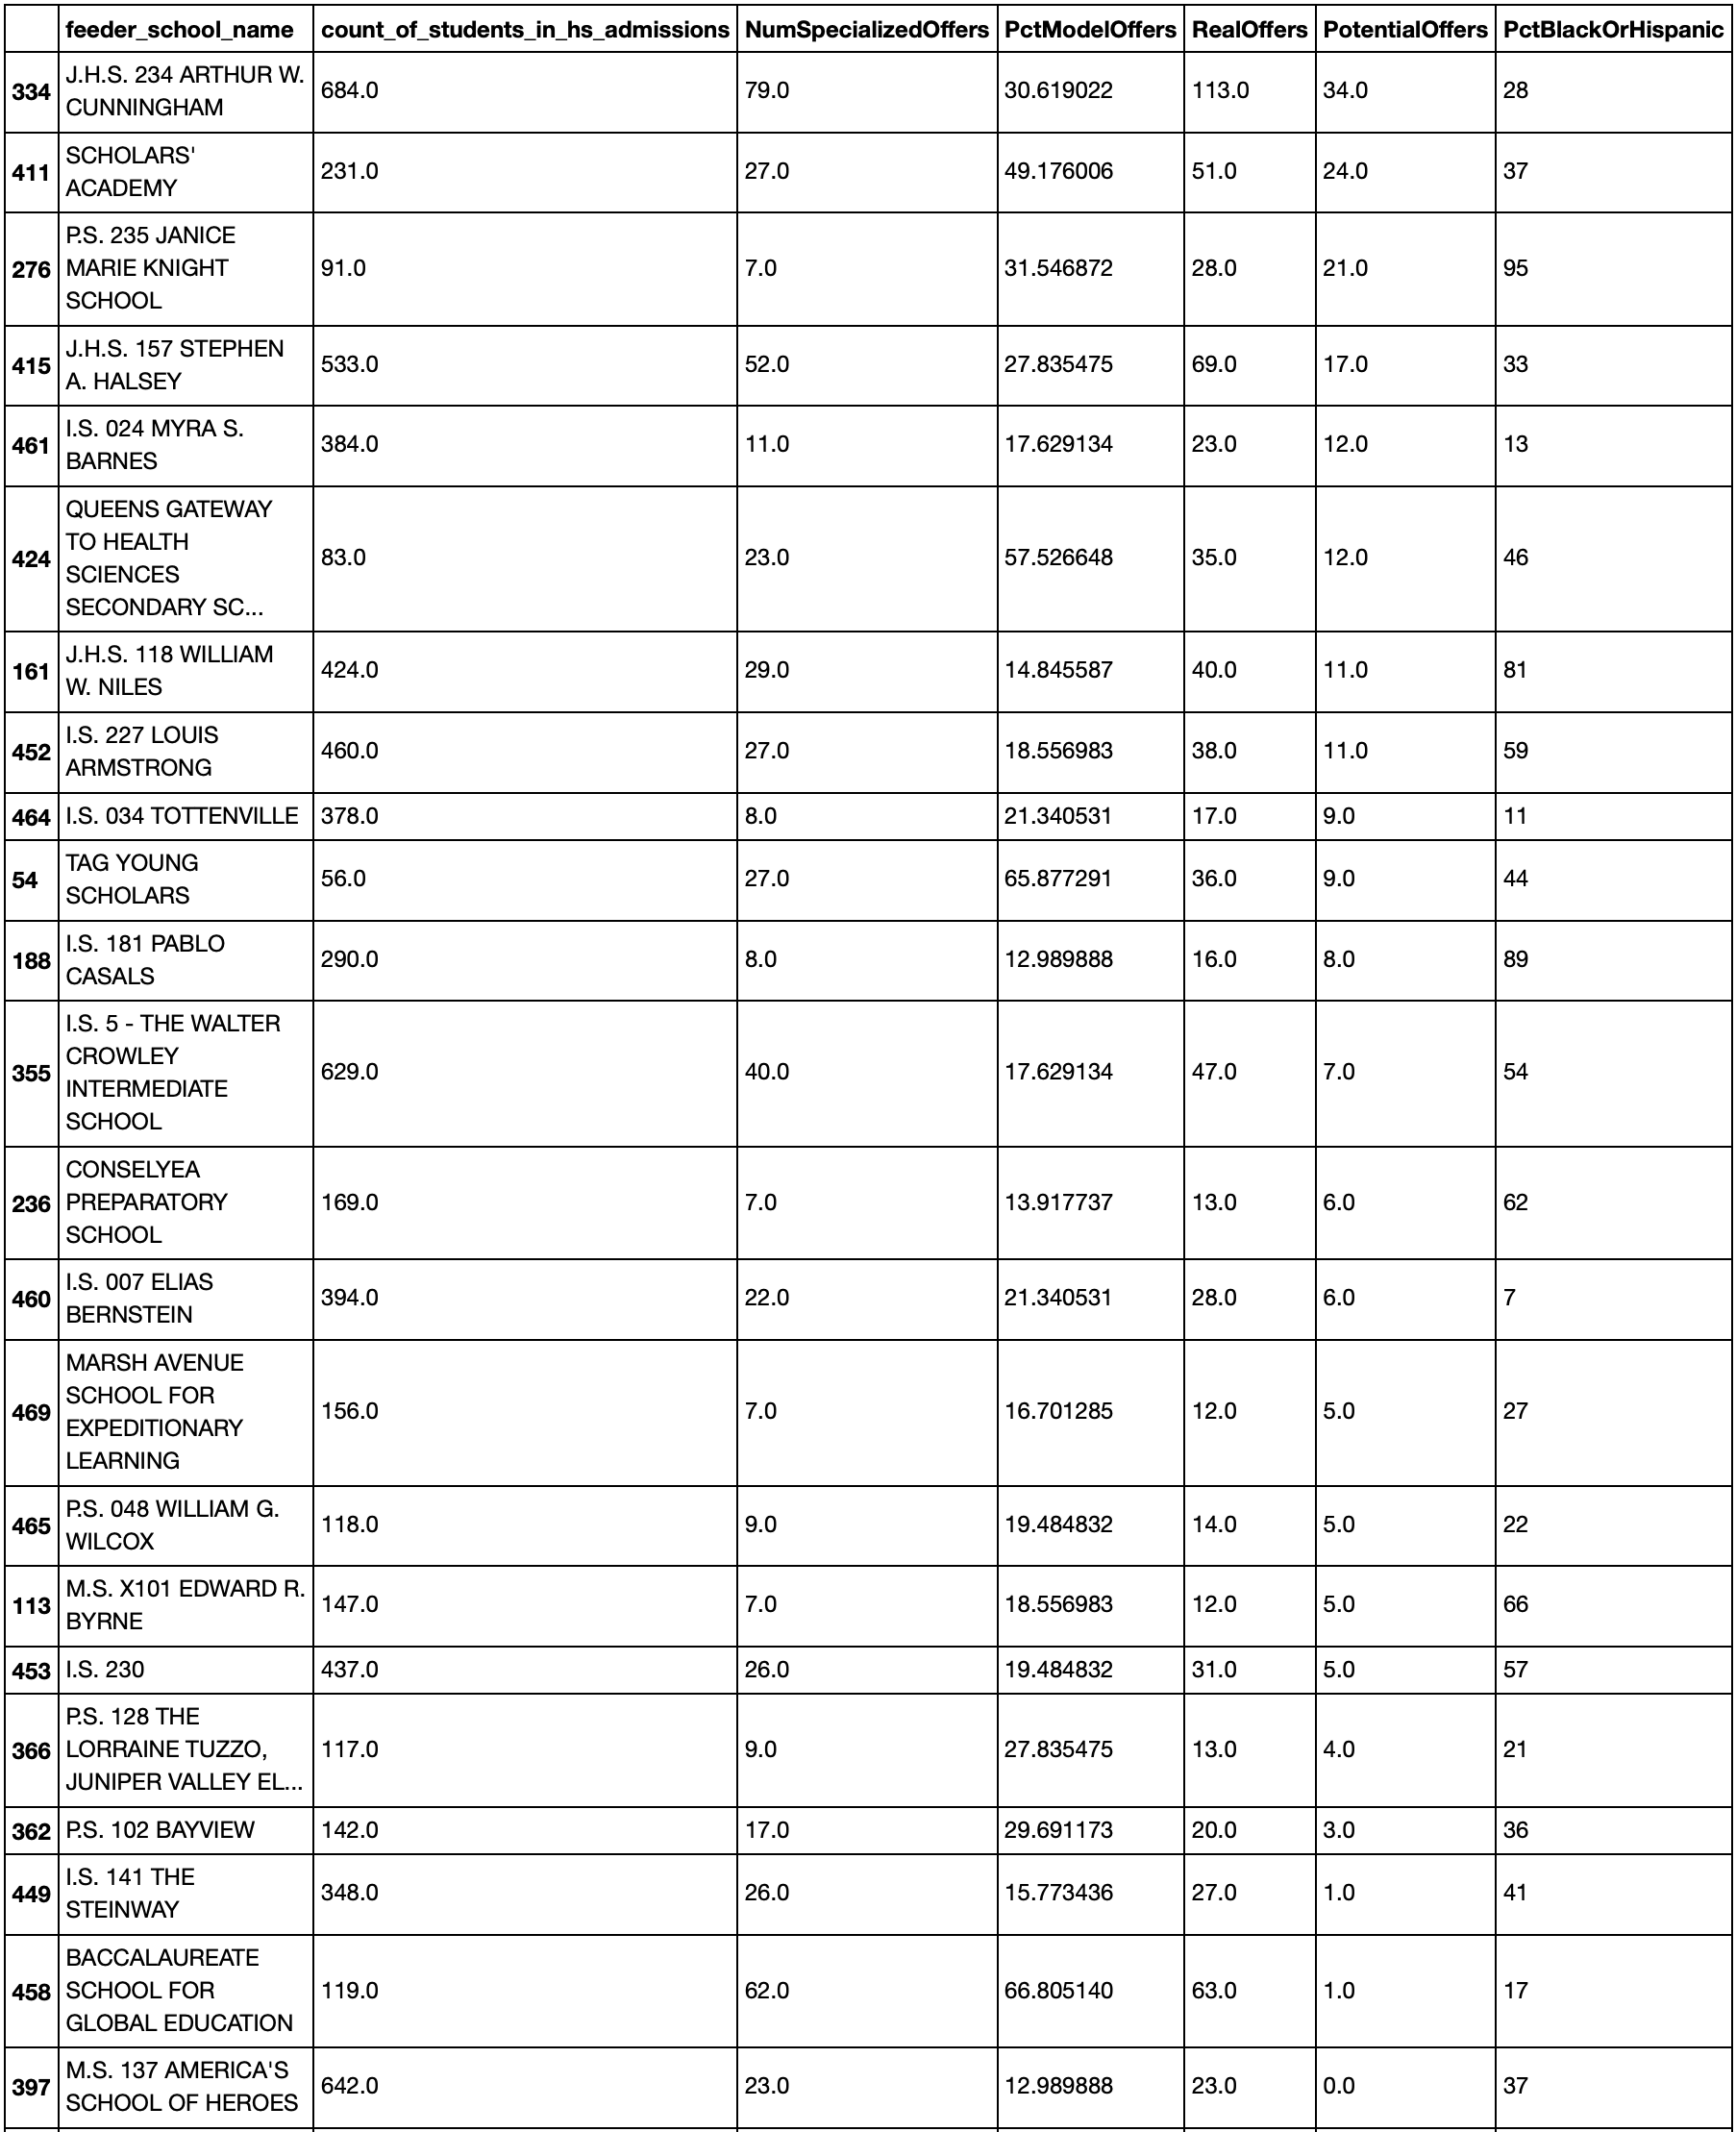 feeder_school_name count_of_students_in_hs_admissions NumSpecializedOffers PctModelOffers RealOffers PotentialOffers PctBlackOrHispanic
334 J.H.S. 234 ARTHUR W. CUNNINGHAM 684.0 79.0 30.619022 113.0 34.0 28
411 SCHOLARS' ACADEMY 231.0 27.0 49.176006 51.0 24.0 37
276 P.S. 235 JANICE MARIE KNIGHT SCHOOL 91.0 7.0 31.546872 28.0 21.0 95
415 J.H.S. 157 STEPHEN A. HALSEY 533.0 52.0 27.835475 69.0 17.0 33
461 I.S. 024 MYRA S. BARNES 384.0 11.0 17.629134 23.0 12.0 13
424 QUEENS GATEWAY TO HEALTH SCIENCES SECONDARY SC... 83.0 23.0 57.526648 35.0 12.0 46
161 J.H.S. 118 WILLIAM W. NILES 424.0 29.0 14.845587 40.0 11.0 81
452 I.S. 227 LOUIS ARMSTRONG 460.0 27.0 18.556983 38.0 11.0 59
464 I.S. 034 TOTTENVILLE 378.0 8.0 21.340531 17.0 9.0 11
54 TAG YOUNG SCHOLARS 56.0 27.0 65.877291 36.0 9.0 44
188 I.S. 181 PABLO CASALS 290.0 8.0 12.989888 16.0 8.0 89
355 I.S. 5 - THE WALTER CROWLEY INTERMEDIATE SCHOOL 629.0 40.0 17.629134 47.0 7.0 54
236 CONSELYEA PREPARATORY SCHOOL 169.0 7.0 13.917737 13.0 6.0 62
460 I.S. 007 ELIAS BERNSTEIN 394.0 22.0 21.340531 28.0 6.0 7
469 MARSH AVENUE SCHOOL FOR EXPEDITIONARY LEARNING 156.0 7.0 16.701285 12.0 5.0 27
465 P.S. 048 WILLIAM G. WILCOX 118.0 9.0 19.484832 14.0 5.0 22
113 M.S. X101 EDWARD R. BYRNE 147.0 7.0 18.556983 12.0 5.0 66
453 I.S. 230 437.0 26.0 19.484832 31.0 5.0 57
366 P.S. 128 THE LORRAINE TUZZO, JUNIPER VALLEY EL... 117.0 9.0 27.835475 13.0 4.0 21
362 P.S. 102 BAYVIEW 142.0 17.0 29.691173 20.0 3.0 36
449 I.S. 141 THE STEINWAY 348.0 26.0 15.773436 27.0 1.0 41
458 BACCALAUREATE SCHOOL FOR GLOBAL EDUCATION 119.0 62.0 66.805140 63.0 1.0 17
397 M.S. 137 AMERICA'S SCHOOL OF HEROES 642.0 23.0 12.989888 23.0 0.0 37